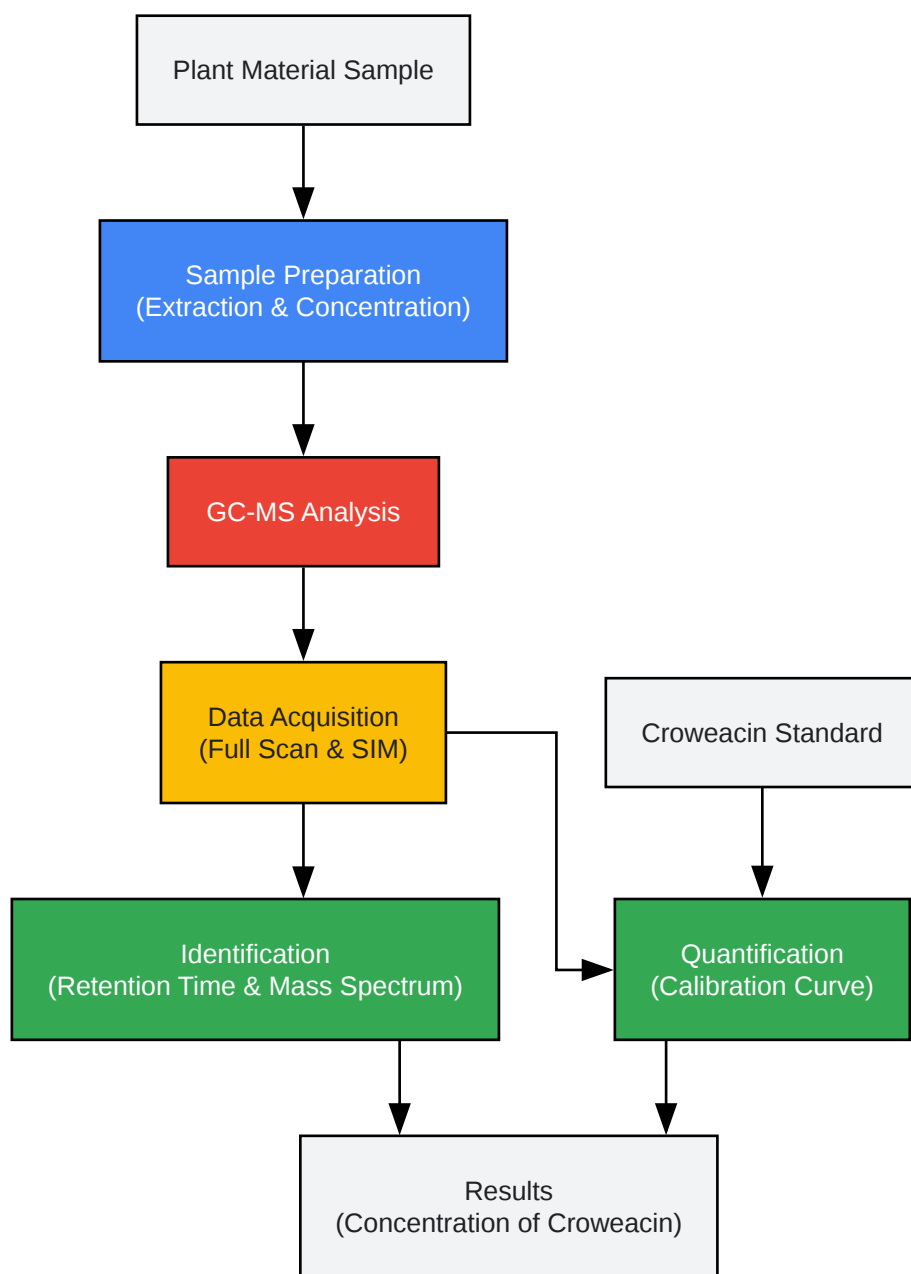 Plant Material Sample
Sample Preparation
(Extraction & Concentration)
GC-MS Analysis
Data Acquisition
(Full Scan & SIM)
Croweacin Standard
Identification
(Retention Time & Mass Spectrum)
Quantification
(Calibration Curve)
Results
(Concentration of Croweacin)